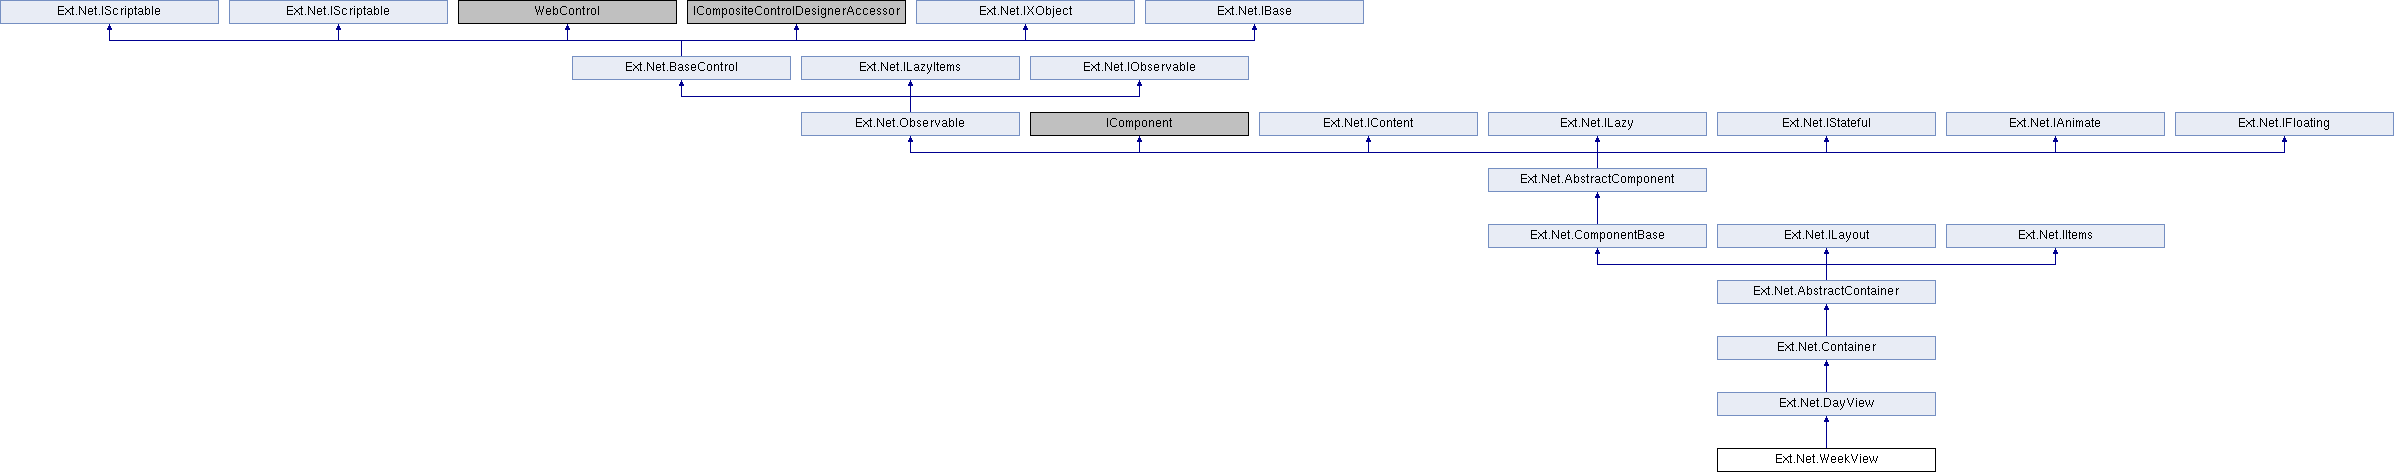 Ext.Net.IScriptable
Ext.Net.IScriptable
WebControl
ICompositeControlDesignerAccessor
Ext.Net.IXObject
Ext.Net.IBase
Ext.Net.BaseControl
Ext.Net.ILazyItems
Ext.Net.IObservable
Ext.Net.Observable
IComponent
Ext.Net.IContent
Ext.Net.ILazy
Ext.Net.IStateful
Ext.Net.IAnimate
Ext.Net.IFloating
Ext.Net.AbstractComponent
Ext.Net.ComponentBase
Ext.Net.ILayout
Ext.Net.IItems
Ext.Net.AbstractContainer
Ext.Net.Container
Ext.Net.DayView
Ext.Net.WeekView